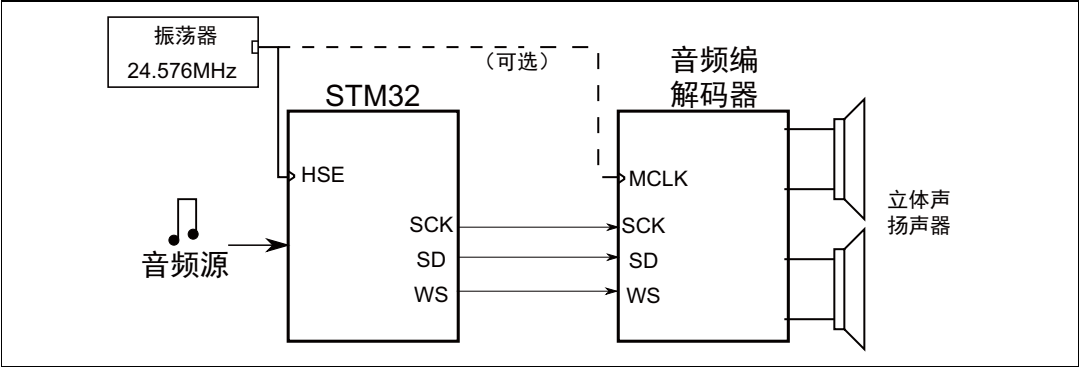 振荡器
24.576MHz
（可选）
音频编
解码器
STM32
HSE
MCLK
SCK
SCK
SD
SD
WS
WS
音频源
立体声
扬声器